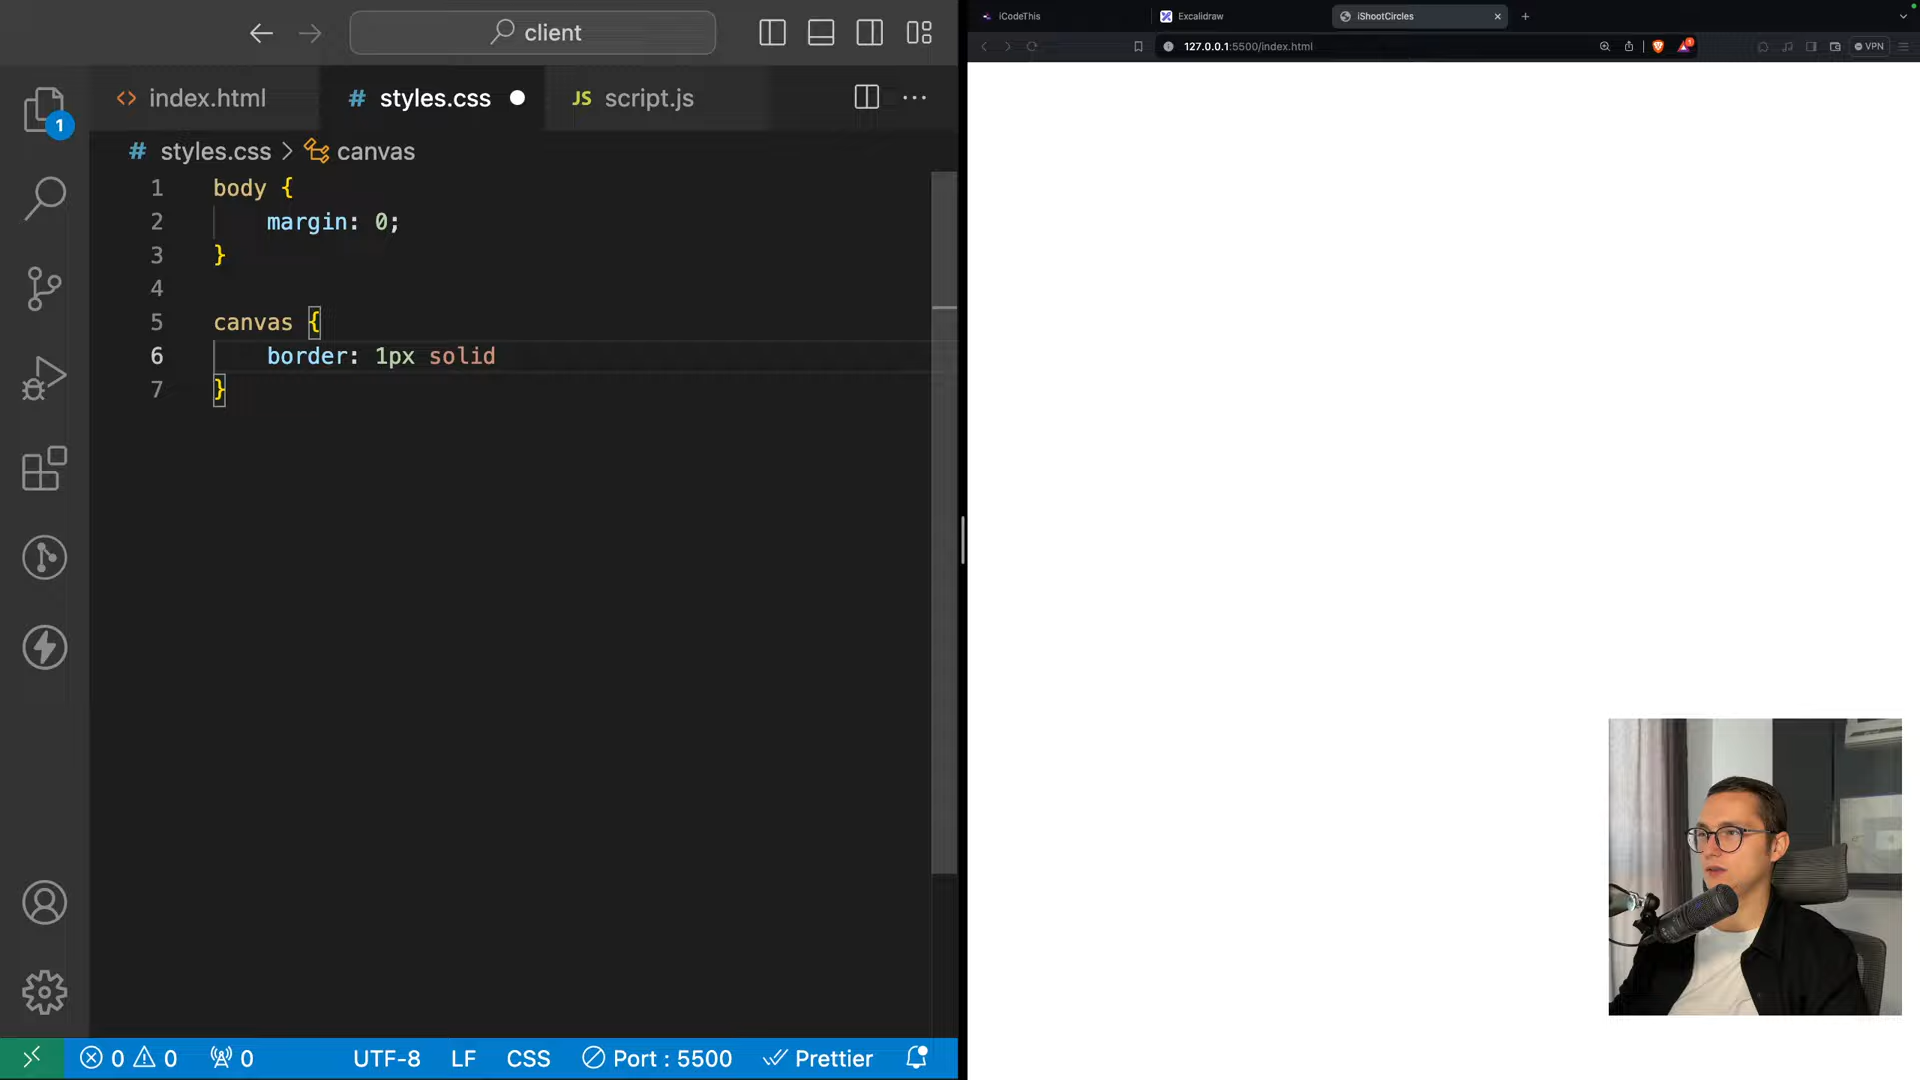 client
index.html
styles.css
JS script.js
1
# styles.css > canvas
1 body {
2 margin: 0;
3 }
4
5 canvas {
6 border: 1px solid
7 }
0 0 0
UTF-8 LF CSS Port : 5500 Prettier
iCodeThis
Excalidraw
iShootCircles
127.0.0.1:5500/index.html
1
VPN